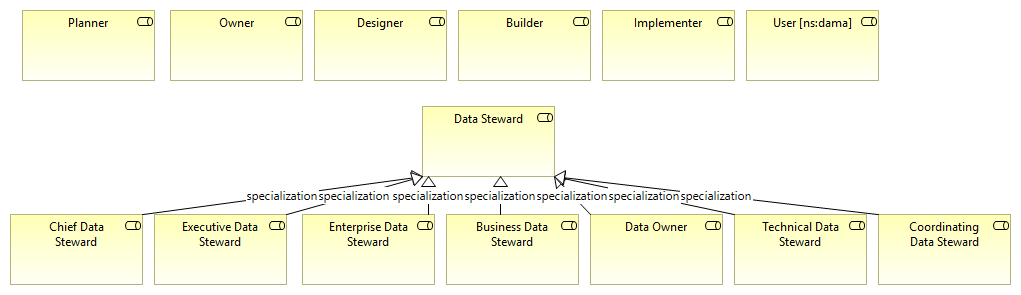 Planner
Owner
Designer
Builder
Implementer
User [ns:dama]
Data Steward
specialization
specialization
specialization
specialization
specialization
specialization
specialization
Chief Data
Steward
Executive Data
Steward
Enterprise Data
Steward
Business Data
Steward
Data Owner
Technical Data
Steward
Coordinating
Data Steward